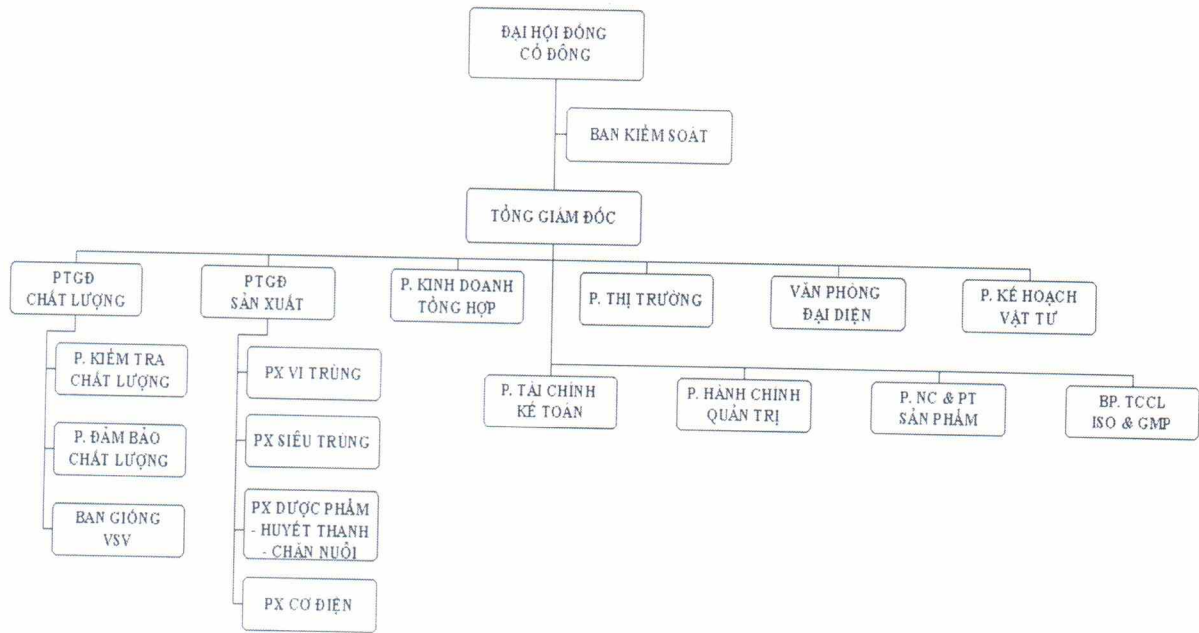 ĐẠI HỘI ĐỒNG
CỔ ĐÔNG
BAN KIỂM SOÁT
TỔNG GIÁM ĐỐC
PTGĐ
CHẤT LƯỢNG
PTGĐ
SẢN XUẤT
P. KINH DOANH
TỔNG HỢP
P. THỊ TRƯỜNG
VĂN PHÒNG
ĐẠI DIỆN
P. KẾ HOẠCH
VẬT TƯ
P. KIỂM TRA
CHẤT LƯỢNG
P. ĐẢM BẢO
CHẤT LƯỢNG
BAN GIỐNG
VSV
PX VI TRÙNG
PX SIÊU TRÙNG
PX DƯỢC PHẨM
- HUYẾT THANH
- CHĂN NUÔI
PX CƠ ĐIỆN
P. TÀI CHÍNH
KẾ TOÁN
P. HÀNH CHÍNH
QUẢN TRỊ
P. NC & PT
SẢN PHẨM
BP. TCCL
ISO & GMP